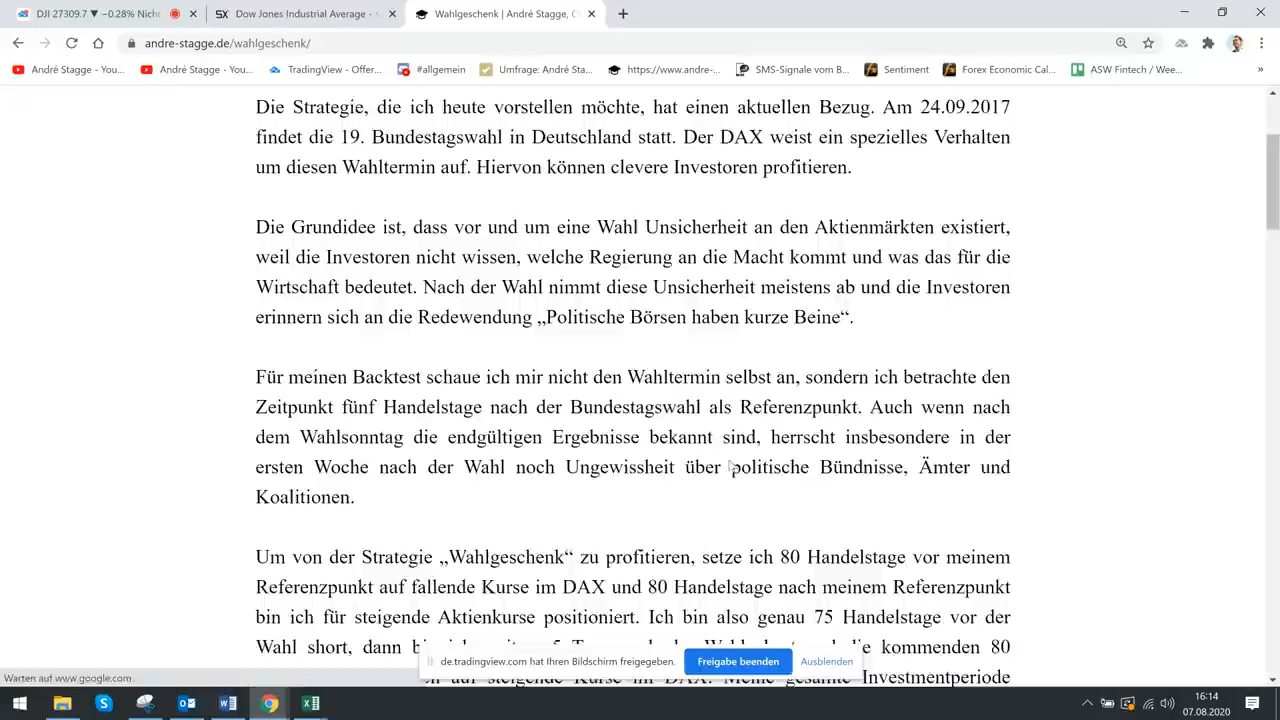 DJI 27309.7 ▼ −0.28% Nicht
Dow Jones Industrial Average -
Wahlgeschenk | André Stagge, C
andre-stagge.de/wahlgeschenk/
André Stagge - You...
André Stagge - You...
TradingView - Offer...
#allgemein
Umfrage: André Sta...
https://www.andre-...
SMS-Signale vom B...
Sentiment
Forex Economic Cal...
ASW Fintech / Wee...
»
Die Strategie, die ich heute vorstellen möchte, hat einen aktuellen Bezug. Am 24.09.2017
findet die 19. Bundestagswahl in Deutschland statt. Der DAX weist ein spezielles Verhalten
um diesen Wahltermin auf. Hiervon können clevere Investoren profitieren.
Die Grundidee ist, dass vor und um eine Wahl Unsicherheit an den Aktienmärkten existiert,
weil die Investoren nicht wissen, welche Regierung an die Macht kommt und was das für die
Wirtschaft bedeutet. Nach der Wahl nimmt diese Unsicherheit meistens ab und die Investoren
erinnern sich an die Redewendung „Politische Börsen haben kurze Beine“.
Für meinen Backtest schaue ich mir nicht den Wahltermin selbst an, sondern ich betrachte den
Zeitpunkt fünf Handelstage nach der Bundestagswahl als Referenzpunkt. Auch wenn nach
dem Wahlsonntag die endgültigen Ergebnisse bekannt sind, herrscht insbesondere in der
ersten Woche nach der Wahl noch Ungewissheit über politische Bündnisse, Ämter und
Koalitionen.
Um von der Strategie „Wahlgeschenk“ zu profitieren, setze ich 80 Handelstage vor meinem
Referenzpunkt auf fallende Kurse im DAX und 80 Handelstage nach meinem Referenzpunkt
bin ich für steigende Aktienkurse positioniert. Ich bin also genau 75 Handelstage vor der
Wahl short, dann kommenden 80
auf steigende Kurse im DAX. Meine gesamte Investmentperiode
de.tradingview.com hat Ihren Bildschirm freigegeben.
Freigabe beenden
Ausblenden
Warten auf www.google.com...
16:14
07.08.2020